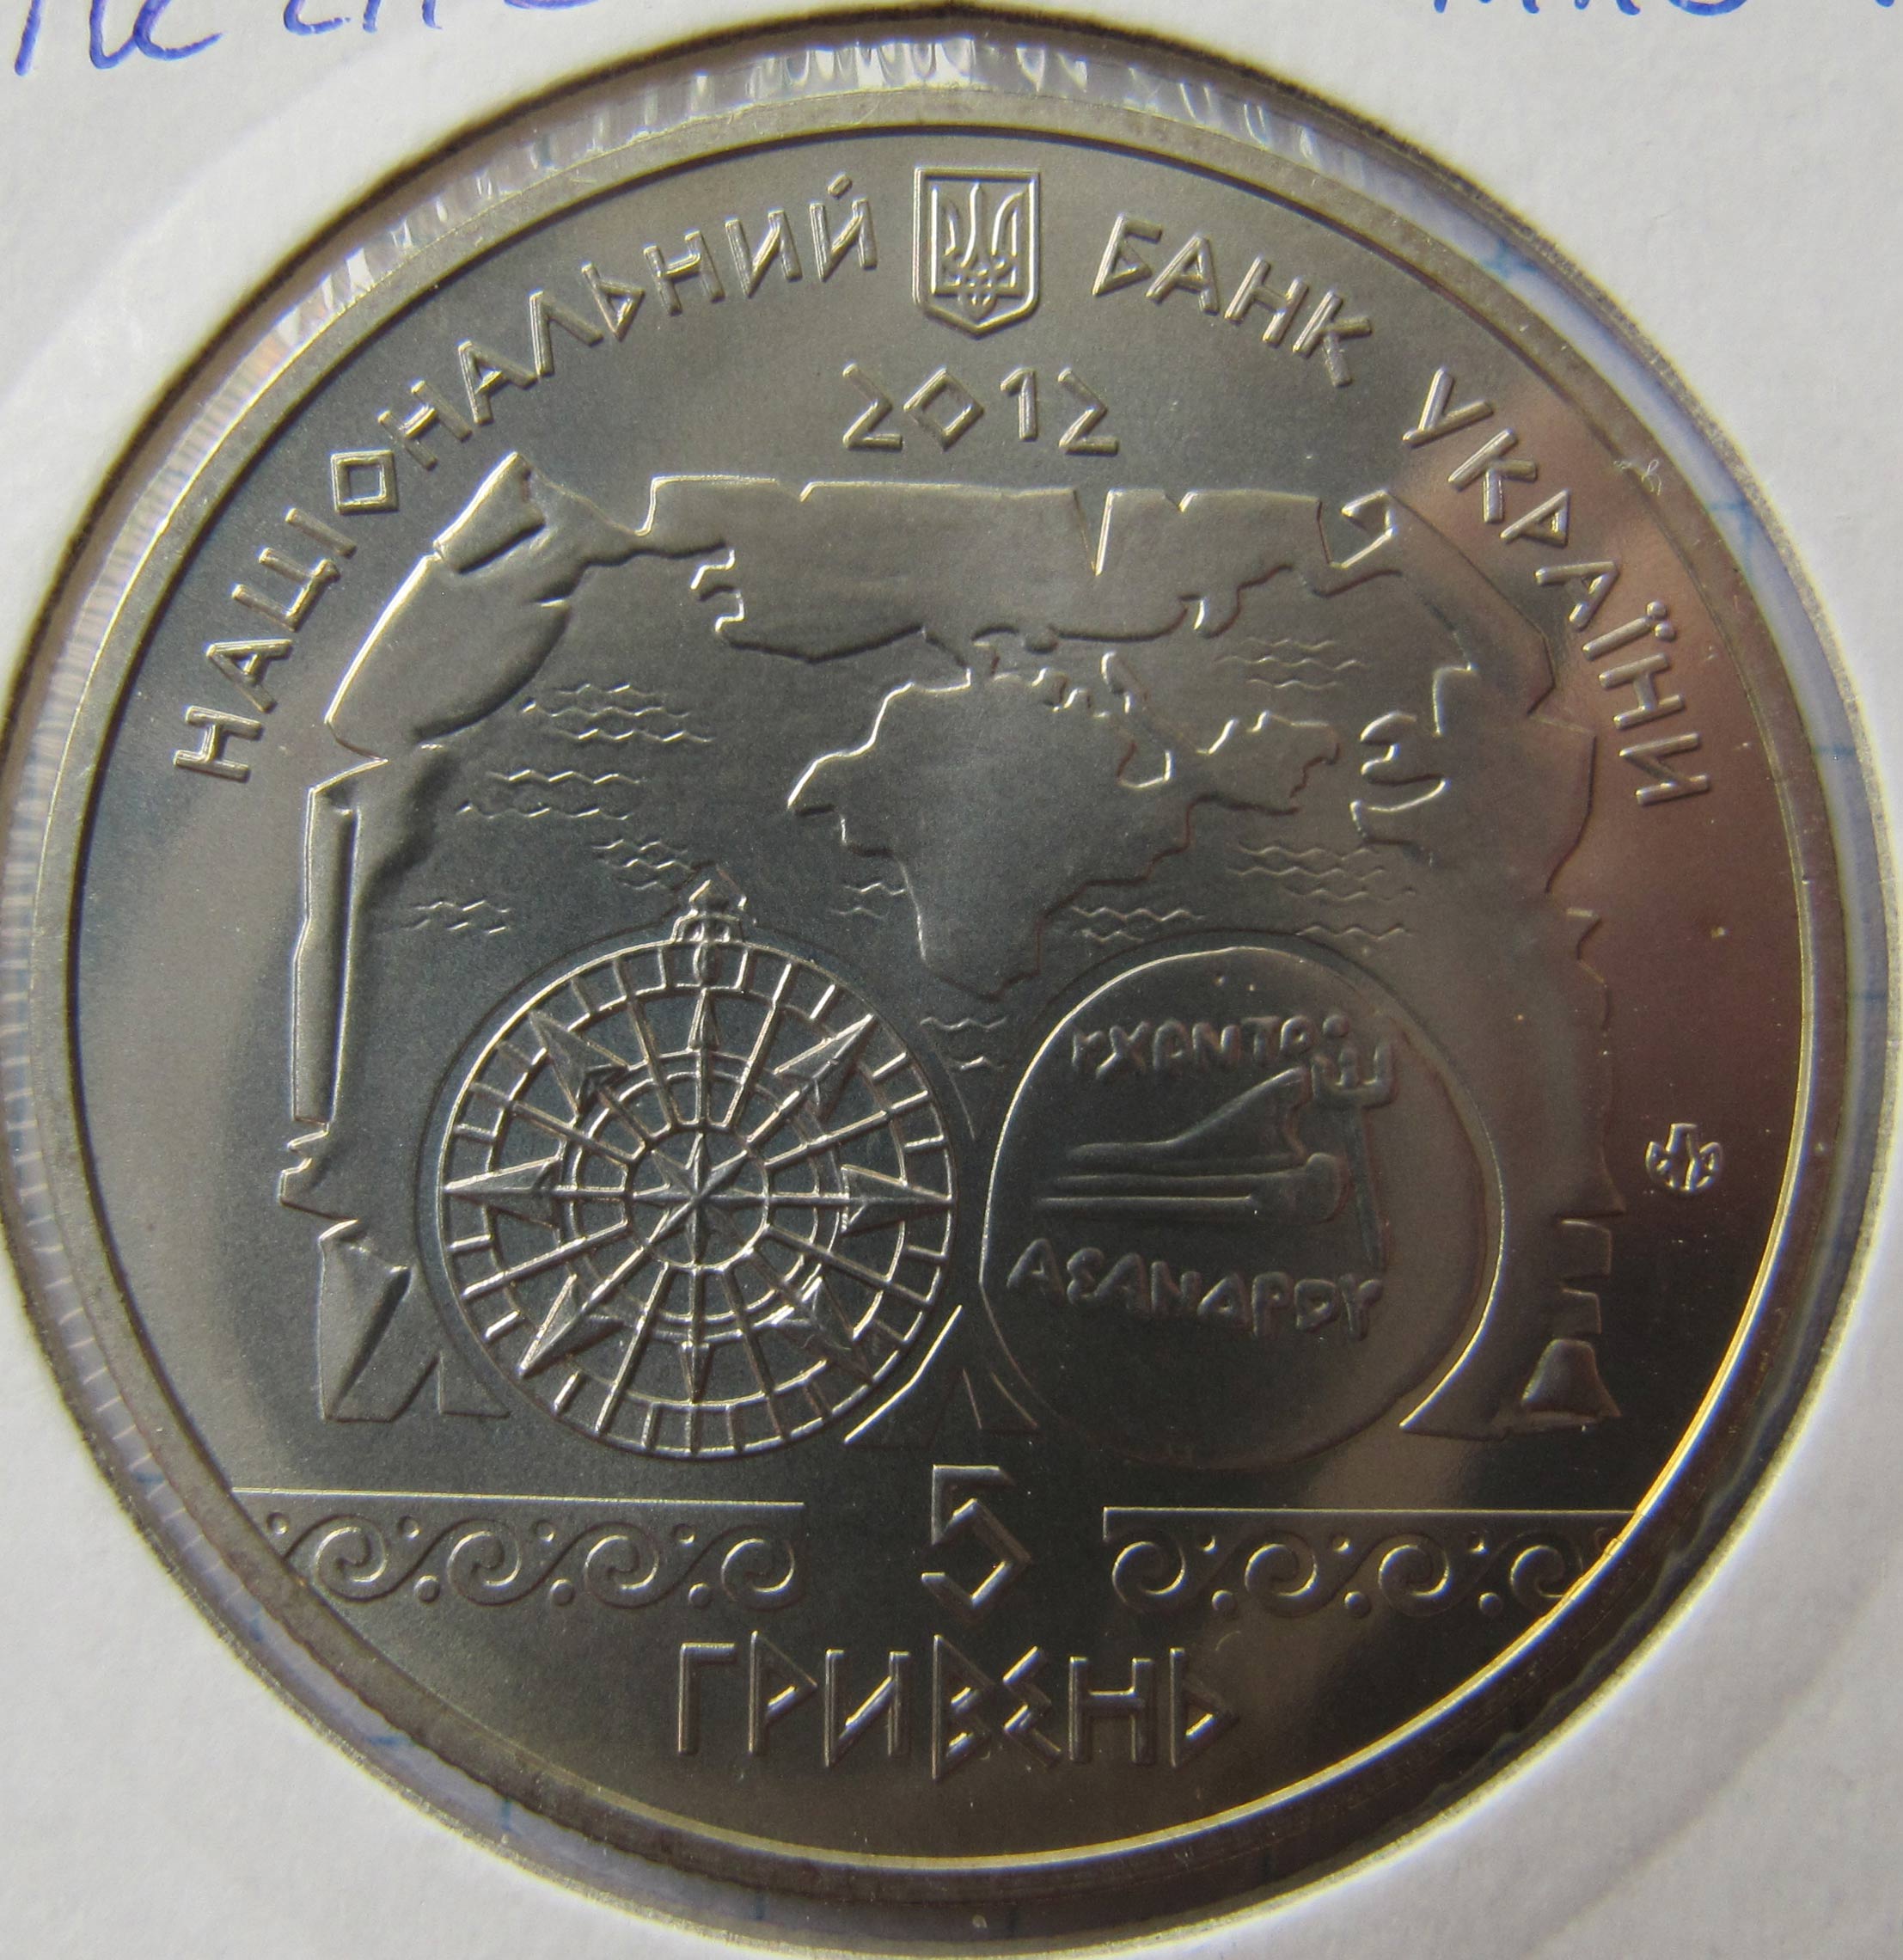 НАЦІОНАЛЬНИЙ БАНК УКРАЇНИ
2012
ΑΣΑΝΔΡΟΥ
5
ГРИВЕНЬ